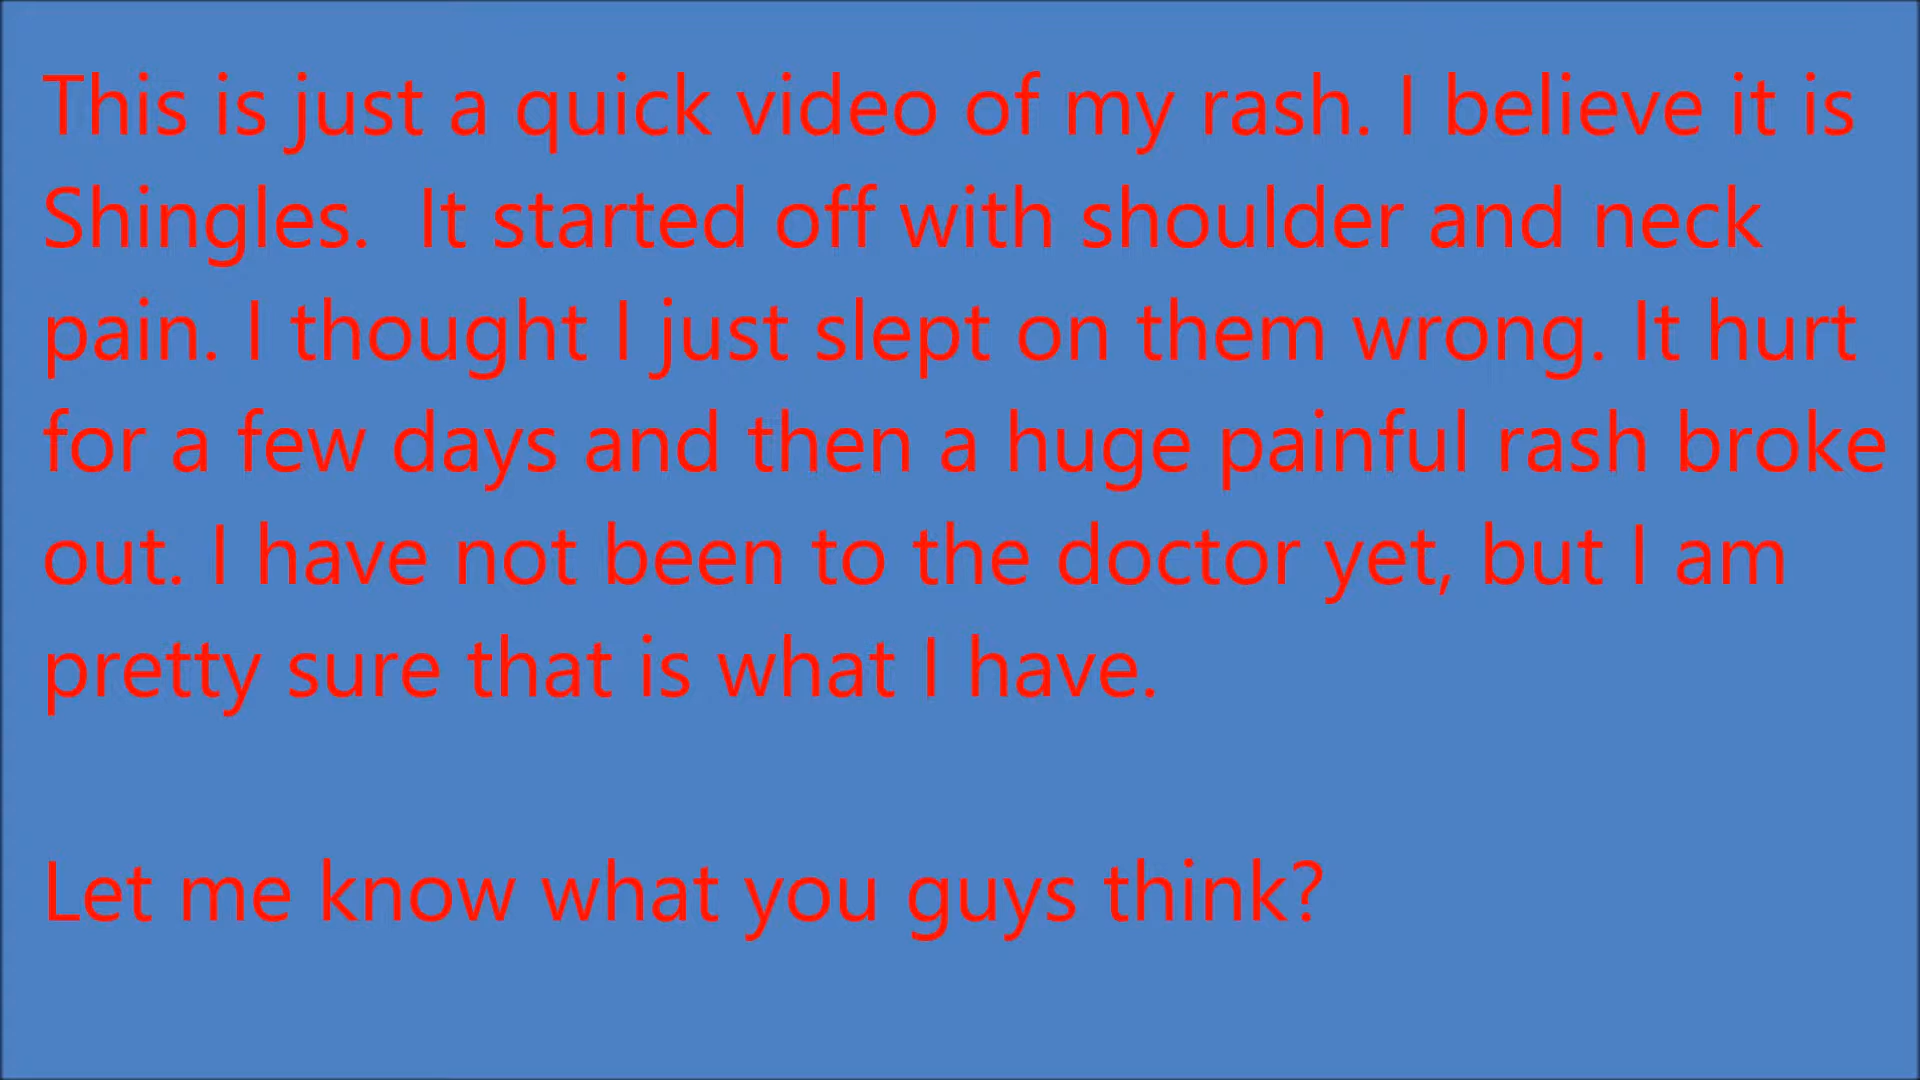 This is just a quick video of my rash. I believe it is
Shingles.  It started off with shoulder and neck
pain. I thought I just slept on them wrong. It hurt
for a few days and then a huge painful rash broke
out. I have not been to the doctor yet, but I am
pretty sure that is what I have.
Let me know what you guys think?